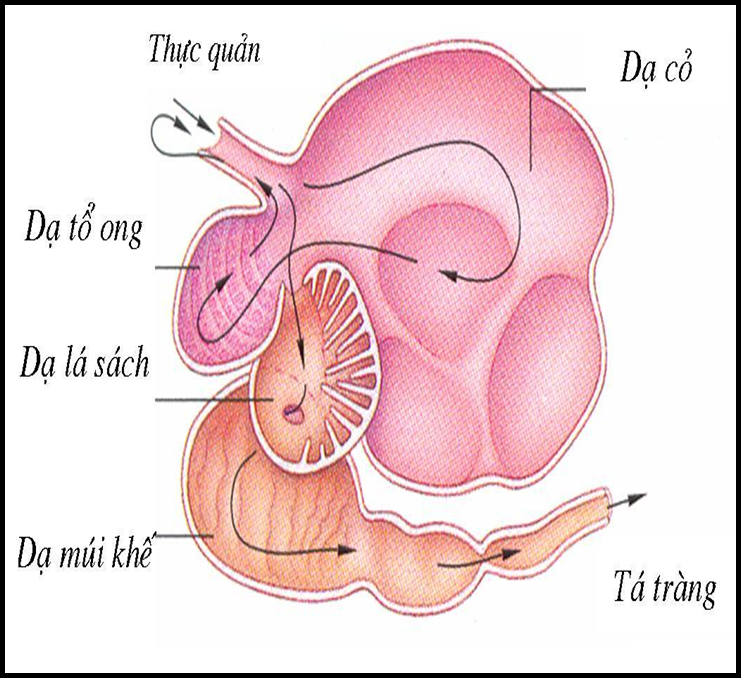 Thực quản
Dạ cỏ
Dạ tổ ong
Dạ lá sách
Dạ múi khế
Tá tràng